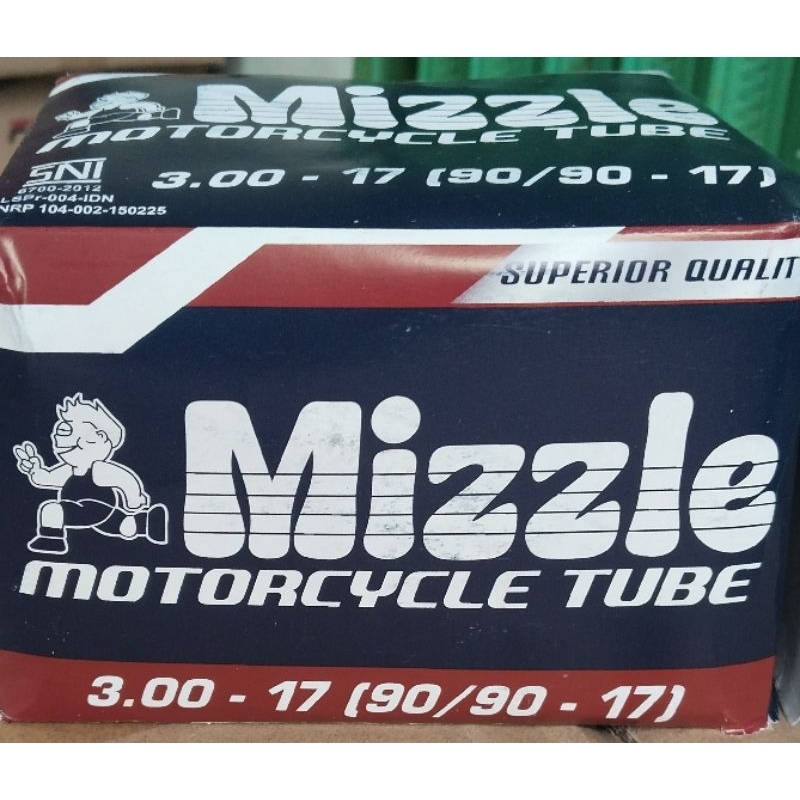 Mizzle
MOTORCYCLE TUBE
SNI
6700-2012
LSPr-004-IDN
NRP 104-002-150225
3.00 - 17 (90/90 - 17)
SUPERIOR QUALIT
Mizzle
MOTORCYCLE TUBE
3.00 - 17 (90/90 - 17)